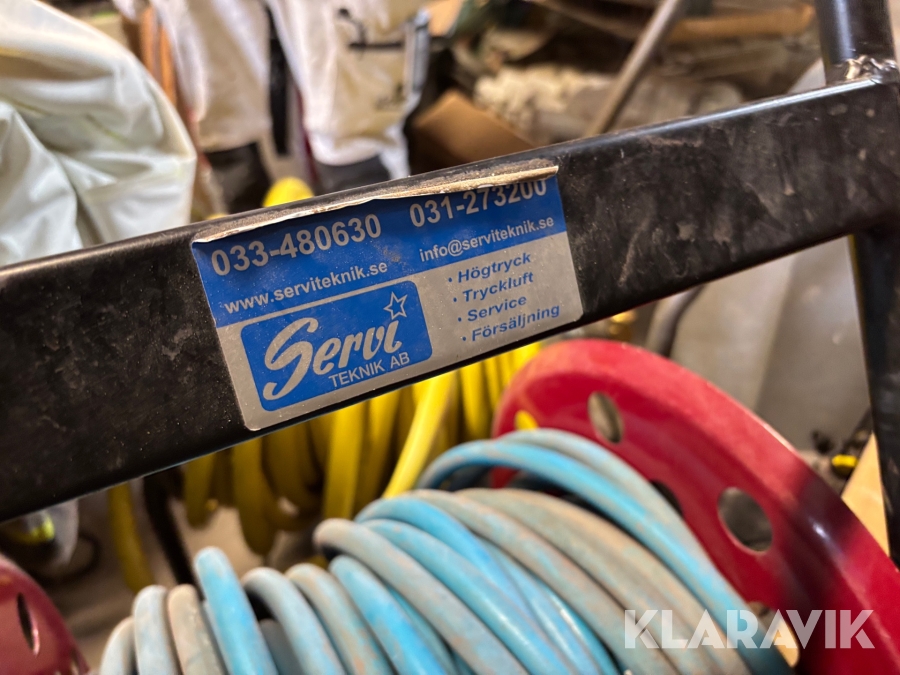 033-480630 031-273200
www.serviteknik.se info@serviteknik.se
Servi
TEKNIK AB
· Högtryck
· Tryckluft
· Service
· Försäljning
KLARAVIK